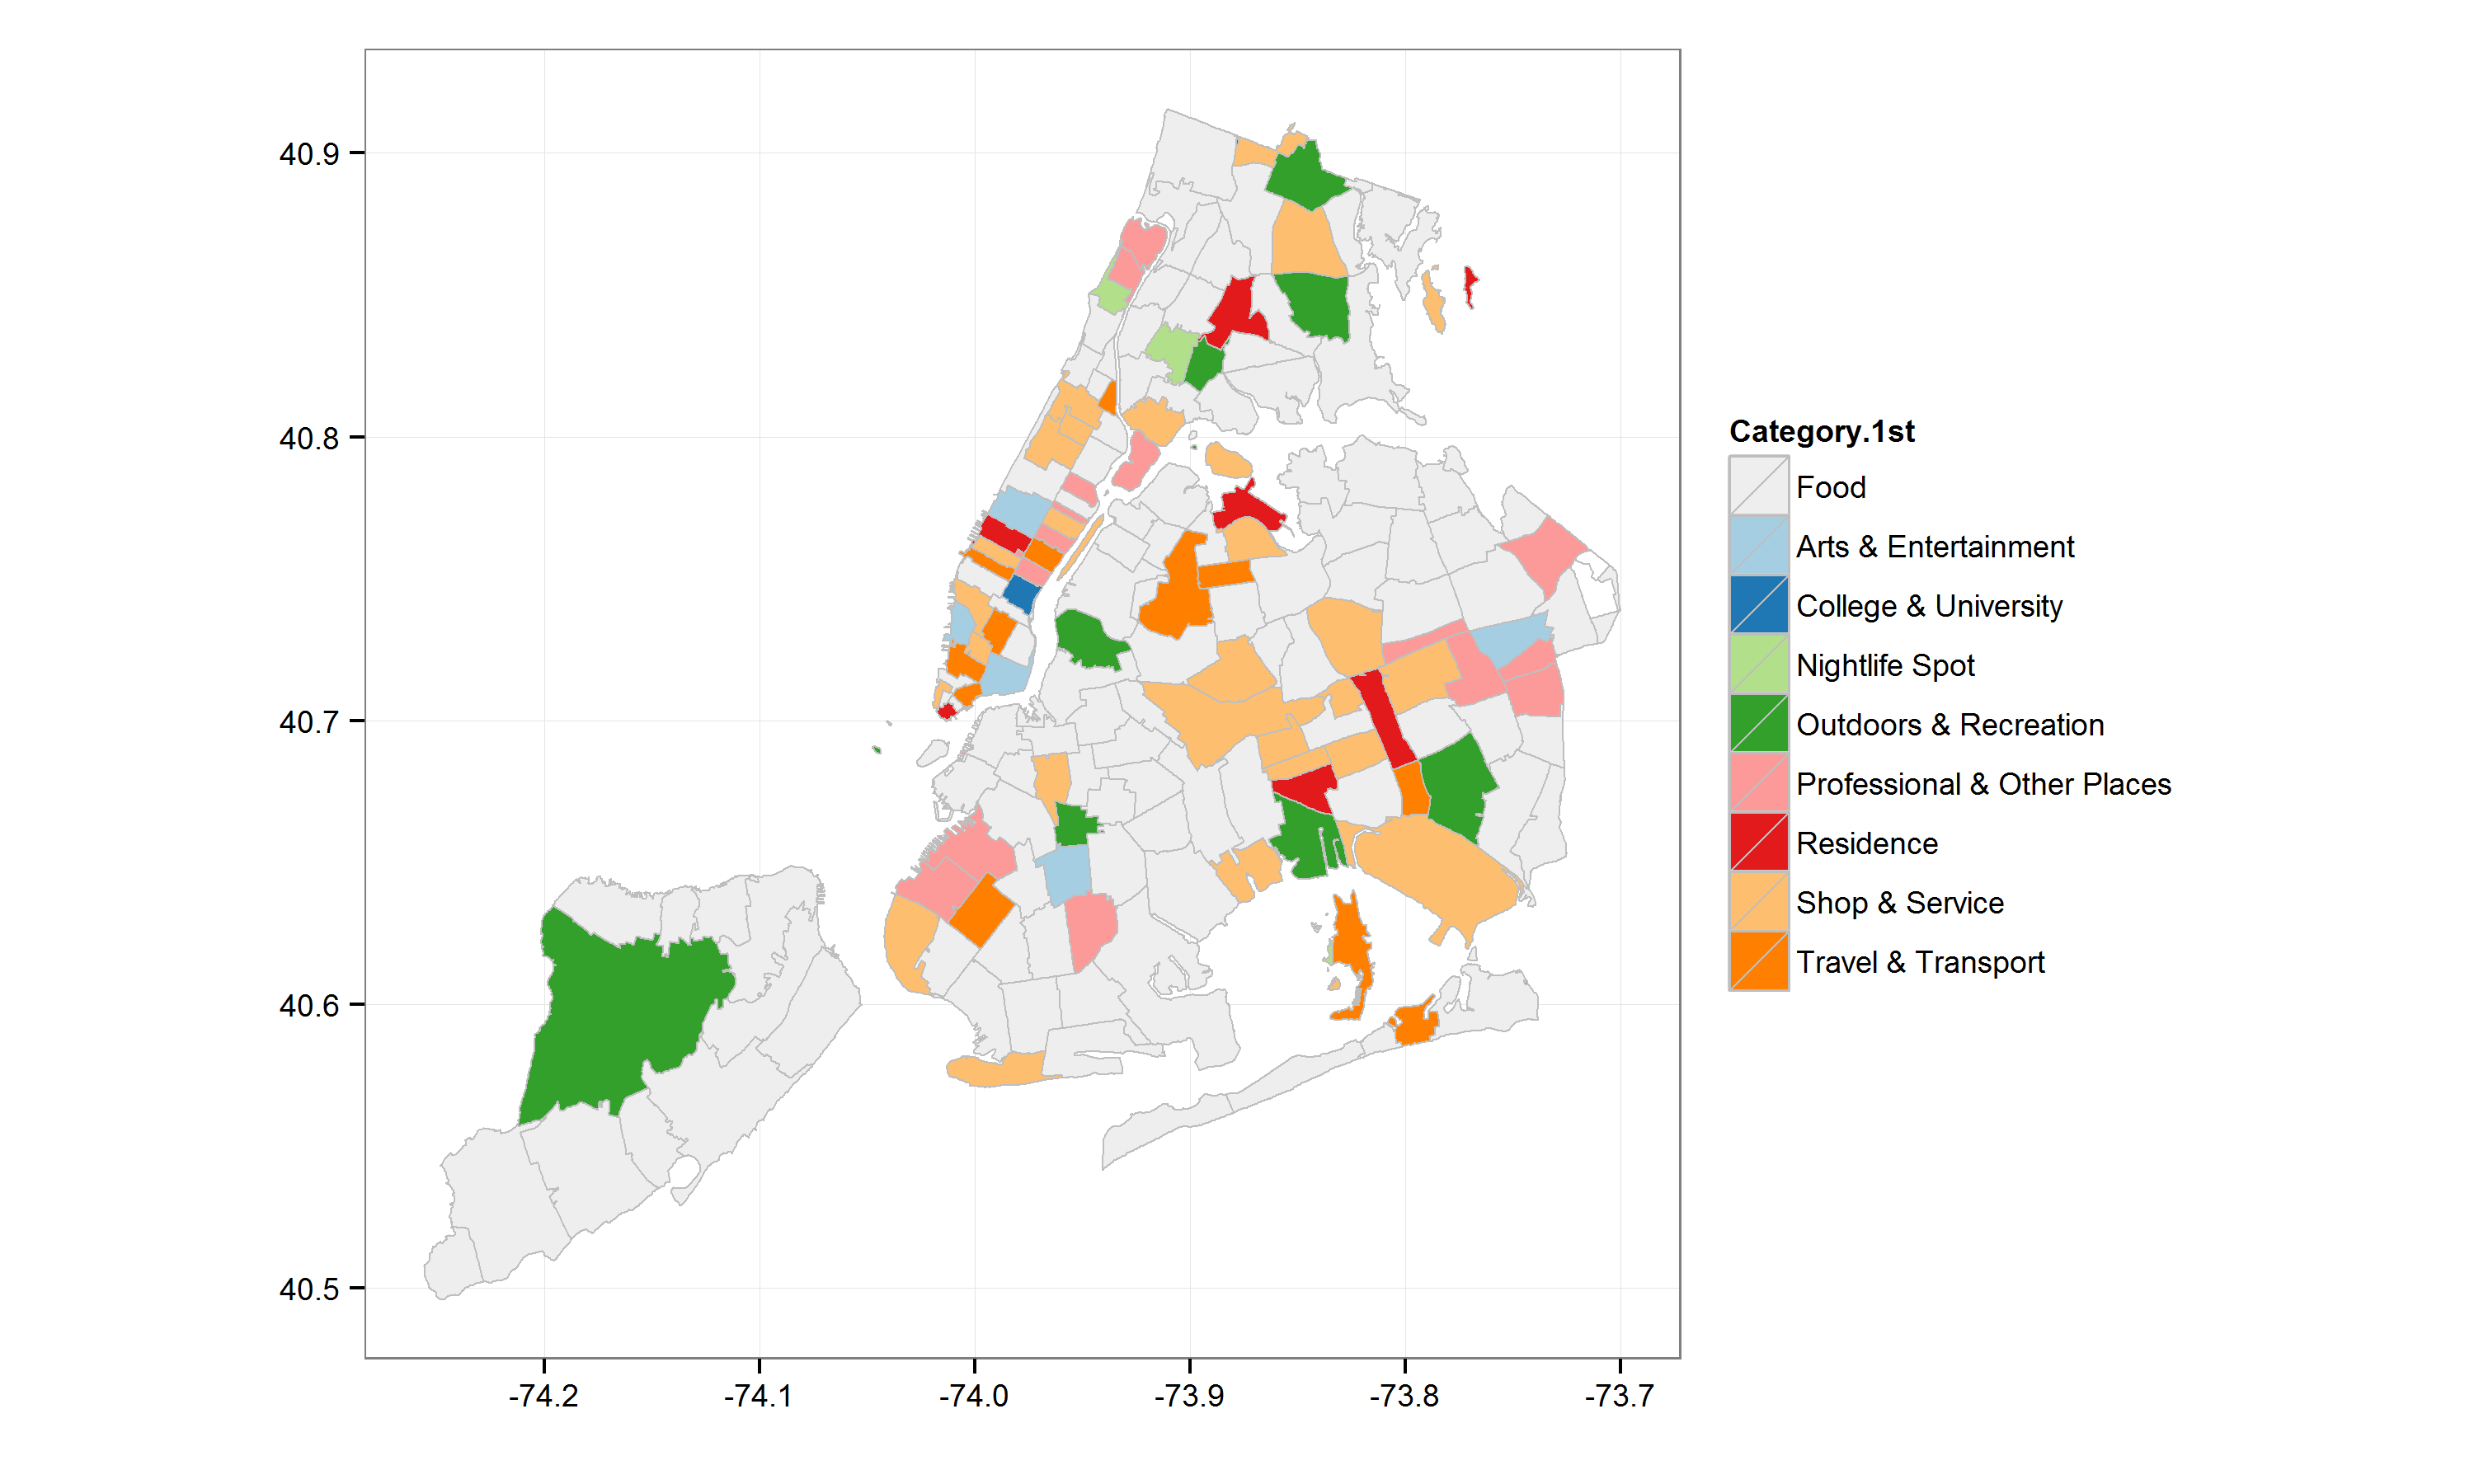 40.9
40.8
40.7
40.6
40.5
-74.2
-74.1
-74.0
-73.9
-73.8
-73.7
Category.1st
Food
Arts & Entertainment
College & University
Nightlife Spot
Outdoors & Recreation
Professional & Other Places
Residence
Shop & Service
Travel & Transport